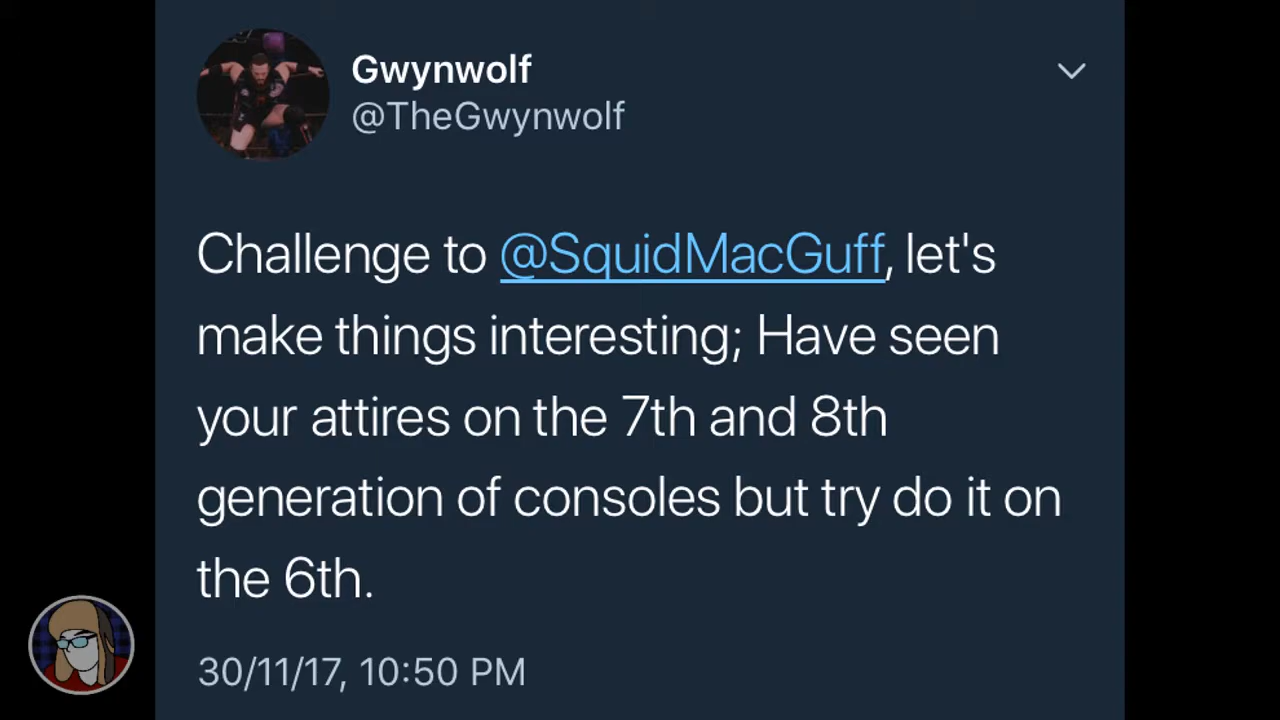 Gwynwolf
@TheGwynwolf
Challenge to @SquidMacGuff, let's
make things interesting; Have seen
your attires on the 7th and 8th
generation of consoles but try do it on
the 6th.
30/11/17, 10:50 PM